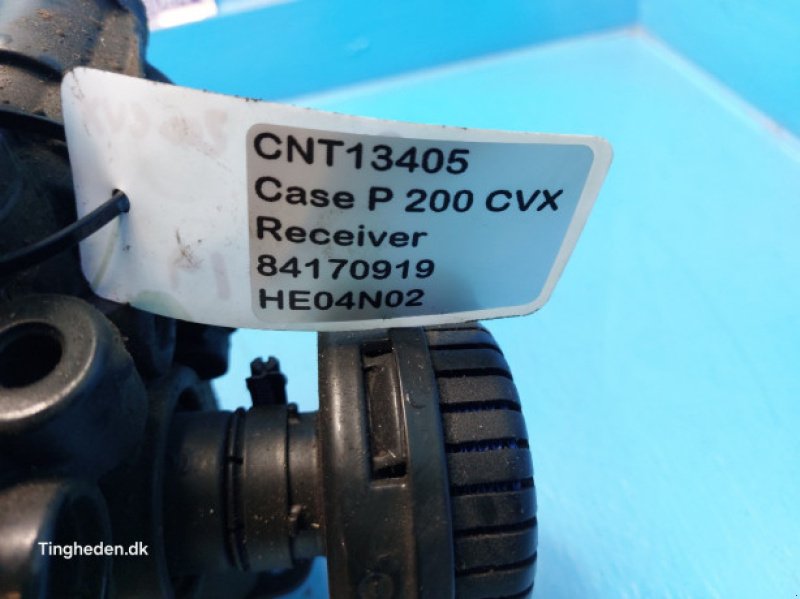 CNT13405
Case P 200 CVX
Receiver
84170919
HE04N02
Tingheden.dk